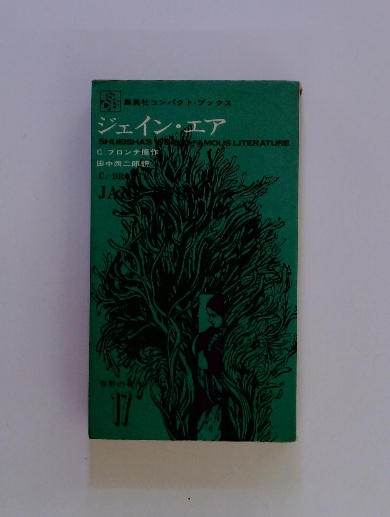 集英社コンパクト・ブックス
ジェイン・エア
SHUEISHA'S WORLD-FAMOUS LITERATURE
C. ブロンテ原作
田中西二郎訳
C. BRO
JA
世界の
17